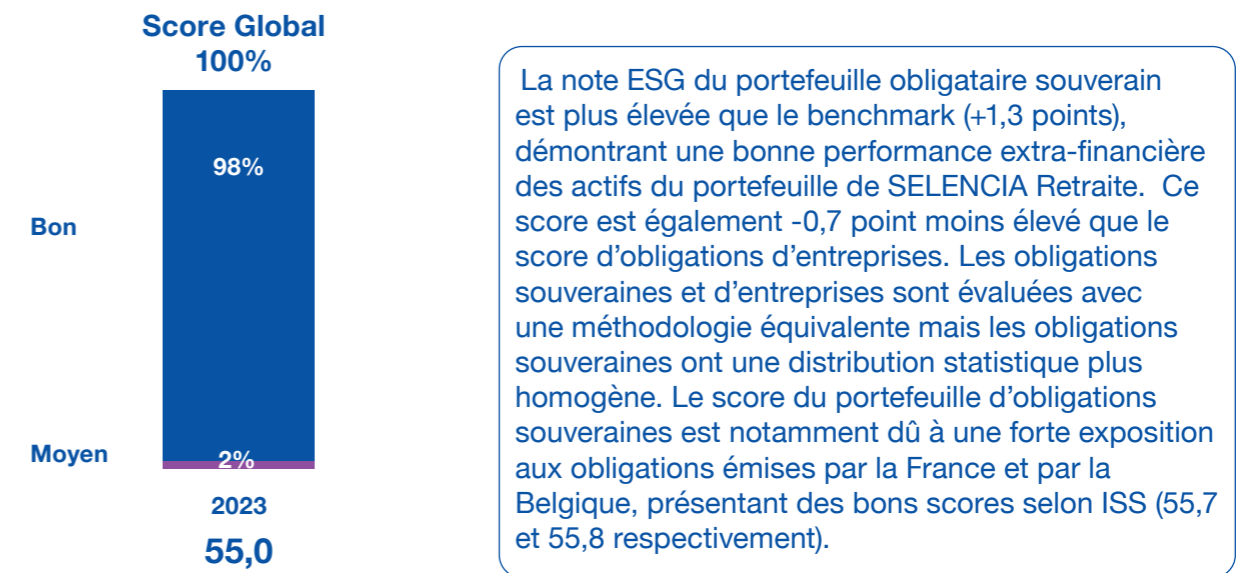 Score Global
100%
98%
Bon
Moyen
2%
2023
55,0
La note ESG du portefeuille obligataire souverain
est plus élevée que le benchmark (+1,3 points),
démontrant une bonne performance extra-financière
des actifs du portefeuille de SELENCIA Retraite.  Ce
score est également -0,7 point moins élevé que le
score d’obligations d’entreprises. Les obligations
souveraines et d’entreprises sont évaluées avec
une méthodologie équivalente mais les obligations
souveraines ont une distribution statistique plus
homogène. Le score du portefeuille d’obligations
souveraines est notamment dû à une forte exposition
aux obligations émises par la France et par la
Belgique, présentant des bons scores selon ISS (55,7
et 55,8 respectivement).